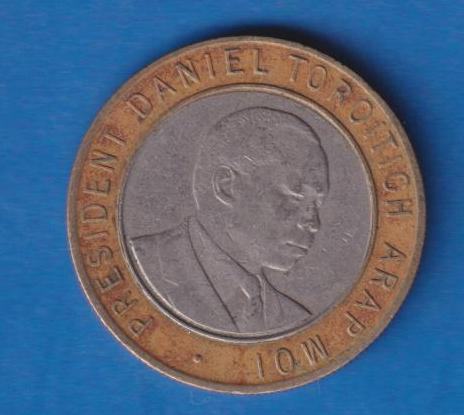 PRESIDENT DANIEL TOROITICH ARAP MOI